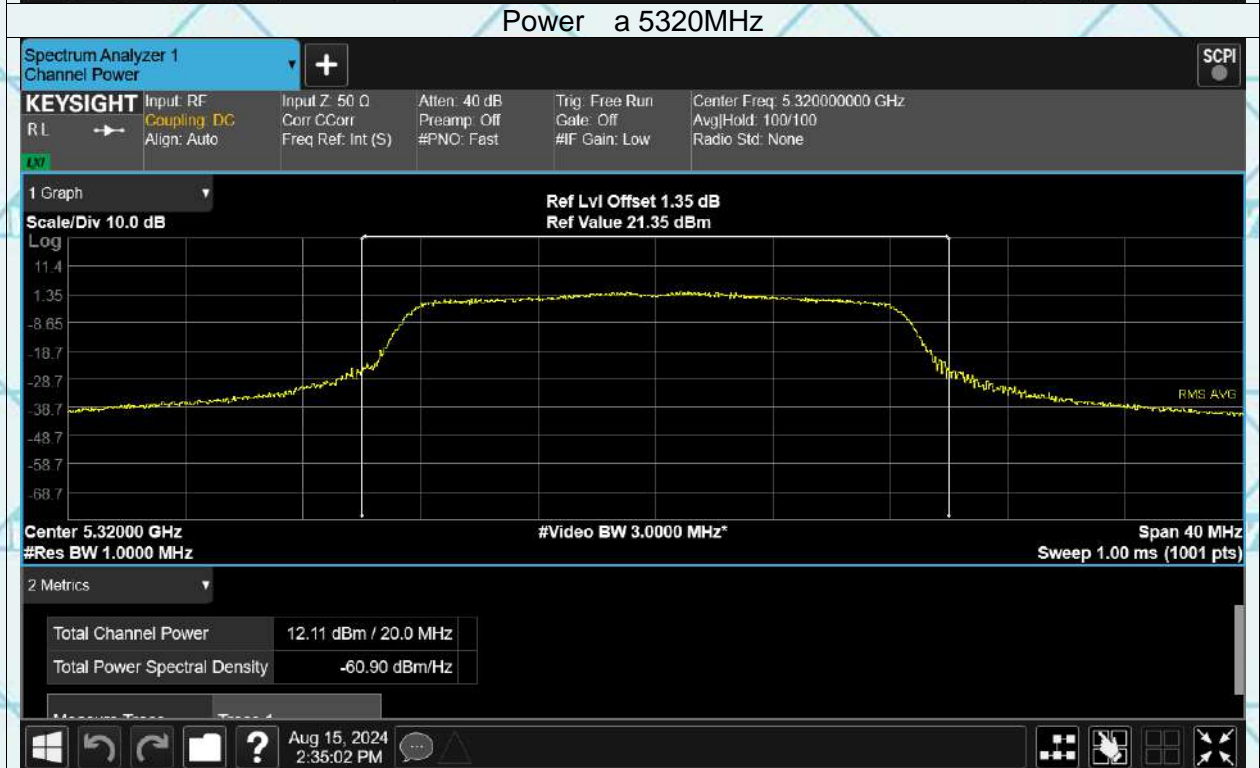 Power a 5320MHz
Spectrum Analyzer 1
Channel Power
SCPI
KEYSIGHT
RL
LXI
Input: RF
Coupling: DC
Align: Auto
Input Z: 50 Ω
Corr CCorr
Freq Ref: Int (S)
Atten: 40 dB
Preamp: Off
#PNO: Fast
Trig: Free Run
Gate: Off
#IF Gain: Low
Center Freq: 5.320000000 GHz
Avg|Hold: 100/100
Radio Std: None
1 Graph
Scale/Div 10.0 dB
Ref Lvl Offset 1.35 dB
Ref Value 21.35 dBm
Log
11.4
1.35
-8.65
-18.7
-28.7
-38.7
-48.7
-58.7
-68.7
RMS AVG
Center 5.32000 GHz
#Res BW 1.0000 MHz
#Video BW 3.0000 MHz*
Span 40 MHz
Sweep 1.00 ms (1001 pts)
2 Metrics
Total Channel Power 12.11 dBm / 20.0 MHz
Total Power Spectral Density -60.90 dBm/Hz
?
Aug 15, 2024
2:35:02 PM